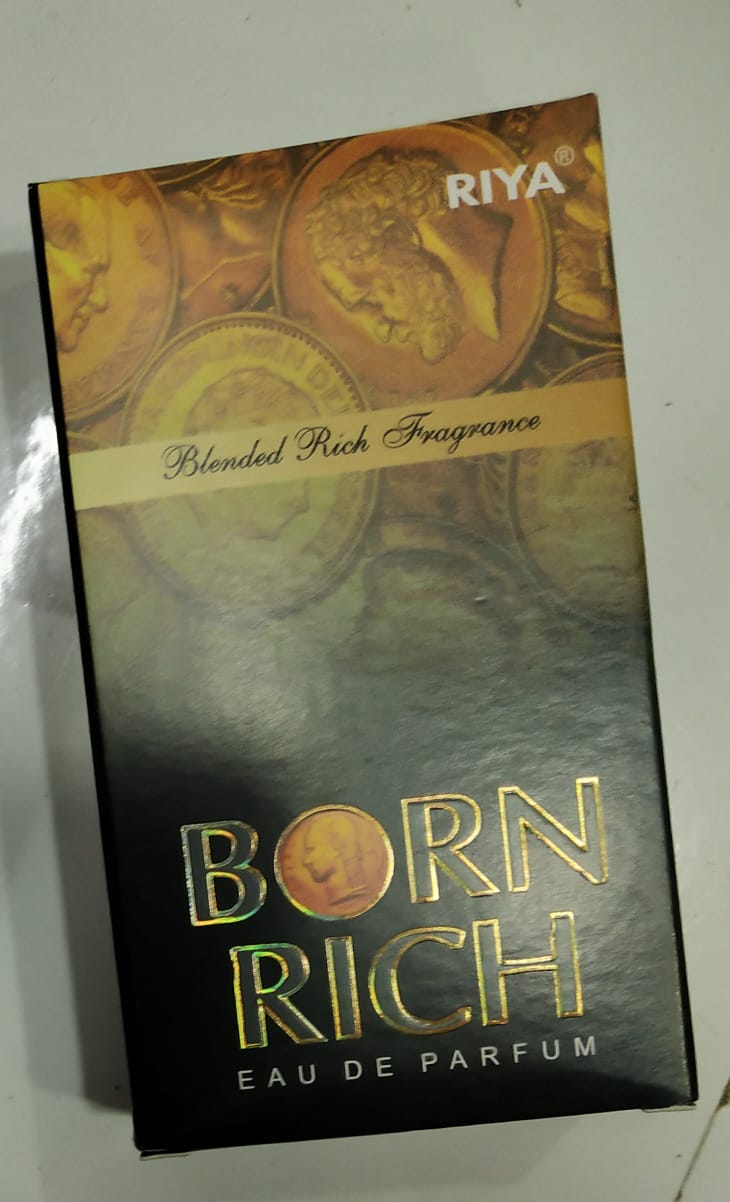 RIYA®
Blended Rich Fragrance
BORN
RICH
EAU DE PARFUM